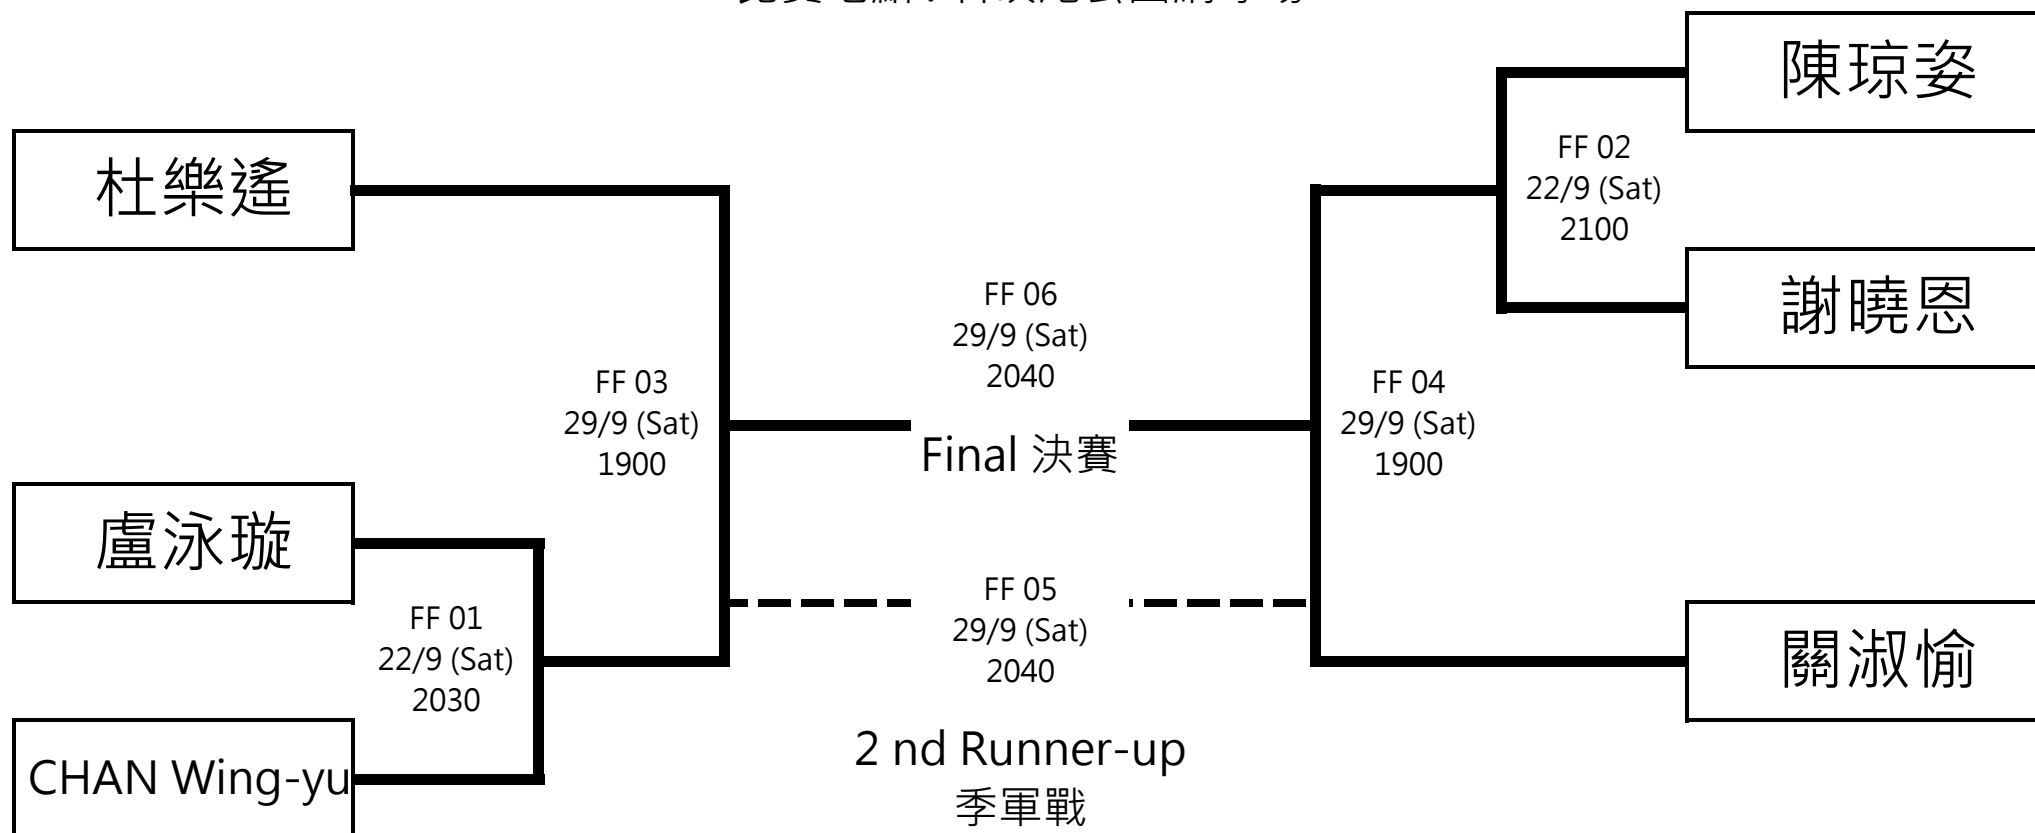 陳琼姿
FF 02
22/9 (Sat)
2100
杜樂遙
謝曉恩
FF 06
29/9 (Sat)
2040
FF 03
29/9 (Sat)
1900
FF 04
29/9 (Sat)
1900
Final 決賽
盧泳璇
FF 01
22/9 (Sat)
2030
FF 05
29/9 (Sat)
2040
關淑愉
CHAN Wing-yu
2 nd Runner-up
季軍戰